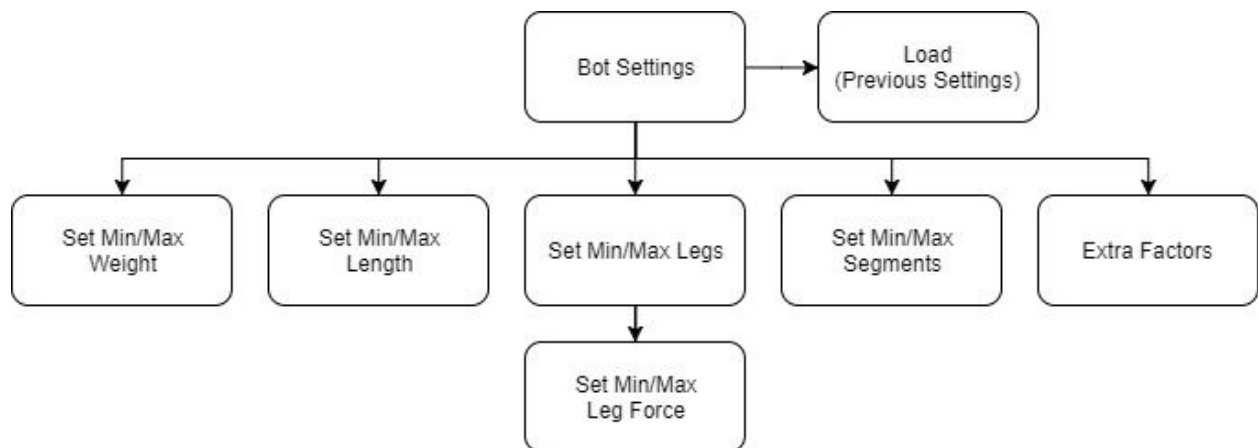 Bot Settings
Load
(Previous Settings)
Set Min/Max
Weight
Set Min/Max
Length
Set Min/Max Legs
Set Min/Max
Segments
Extra Factors
Set Min/Max
Leg Force